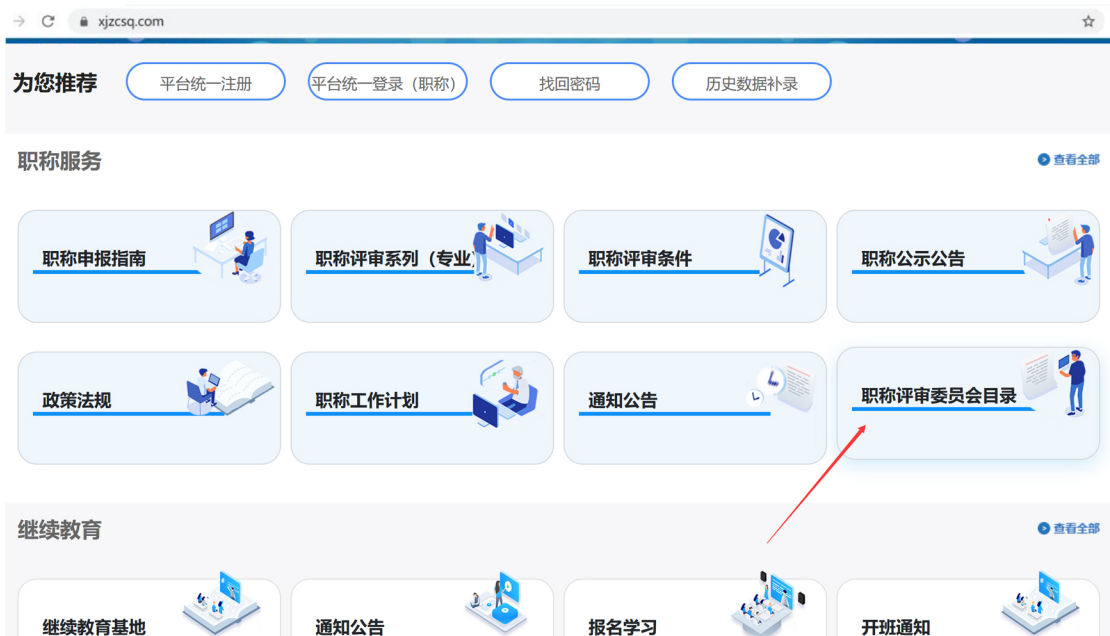 xjzcsq.com
为您推荐
平台统一注册
平台统一登录（职称）
找回密码
历史数据补录
职称服务
查看全部
职称申报指南
职称评审系列（专业）
职称评审条件
职称公示公告
政策法规
职称工作计划
通知公告
职称评审委员会目录
继续教育
查看全部
继续教育基地
通知公告
报名学习
开班通知